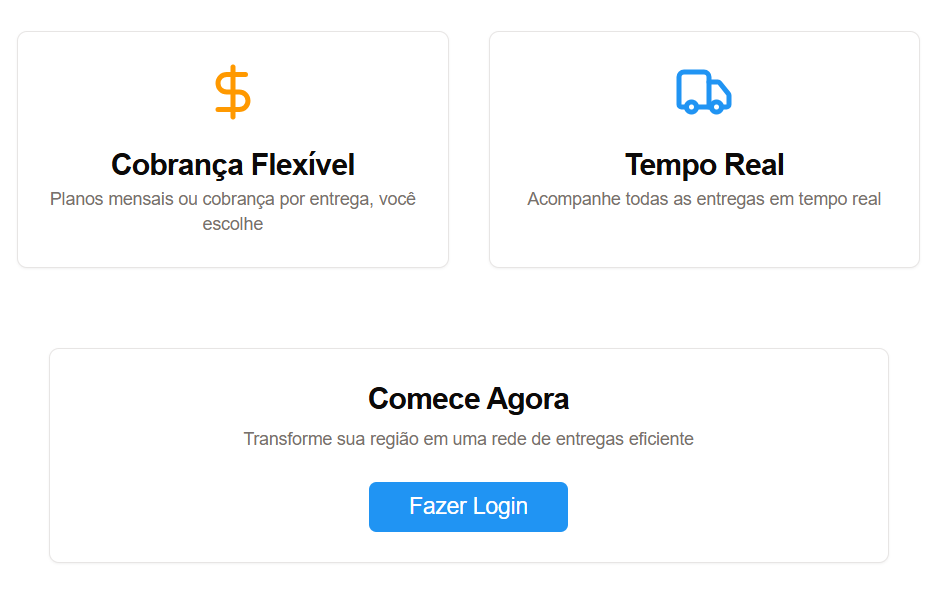 Cobrança Flexível
Planos mensais ou cobrança por entrega, você
escolhe
Tempo Real
Acompanhe todas as entregas em tempo real
Comece Agora
Transforme sua região em uma rede de entregas eficiente
Fazer Login